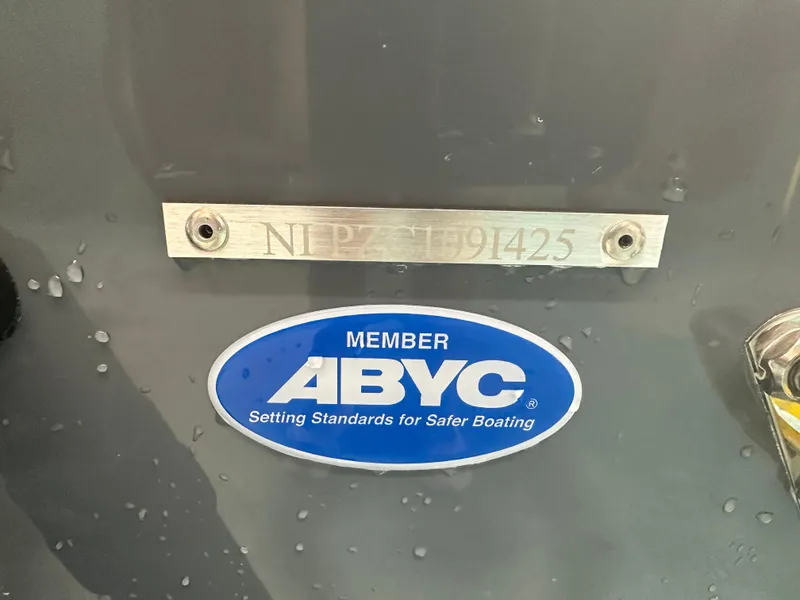 MEMBER
ABYC®
Setting Standards for Safer Boating